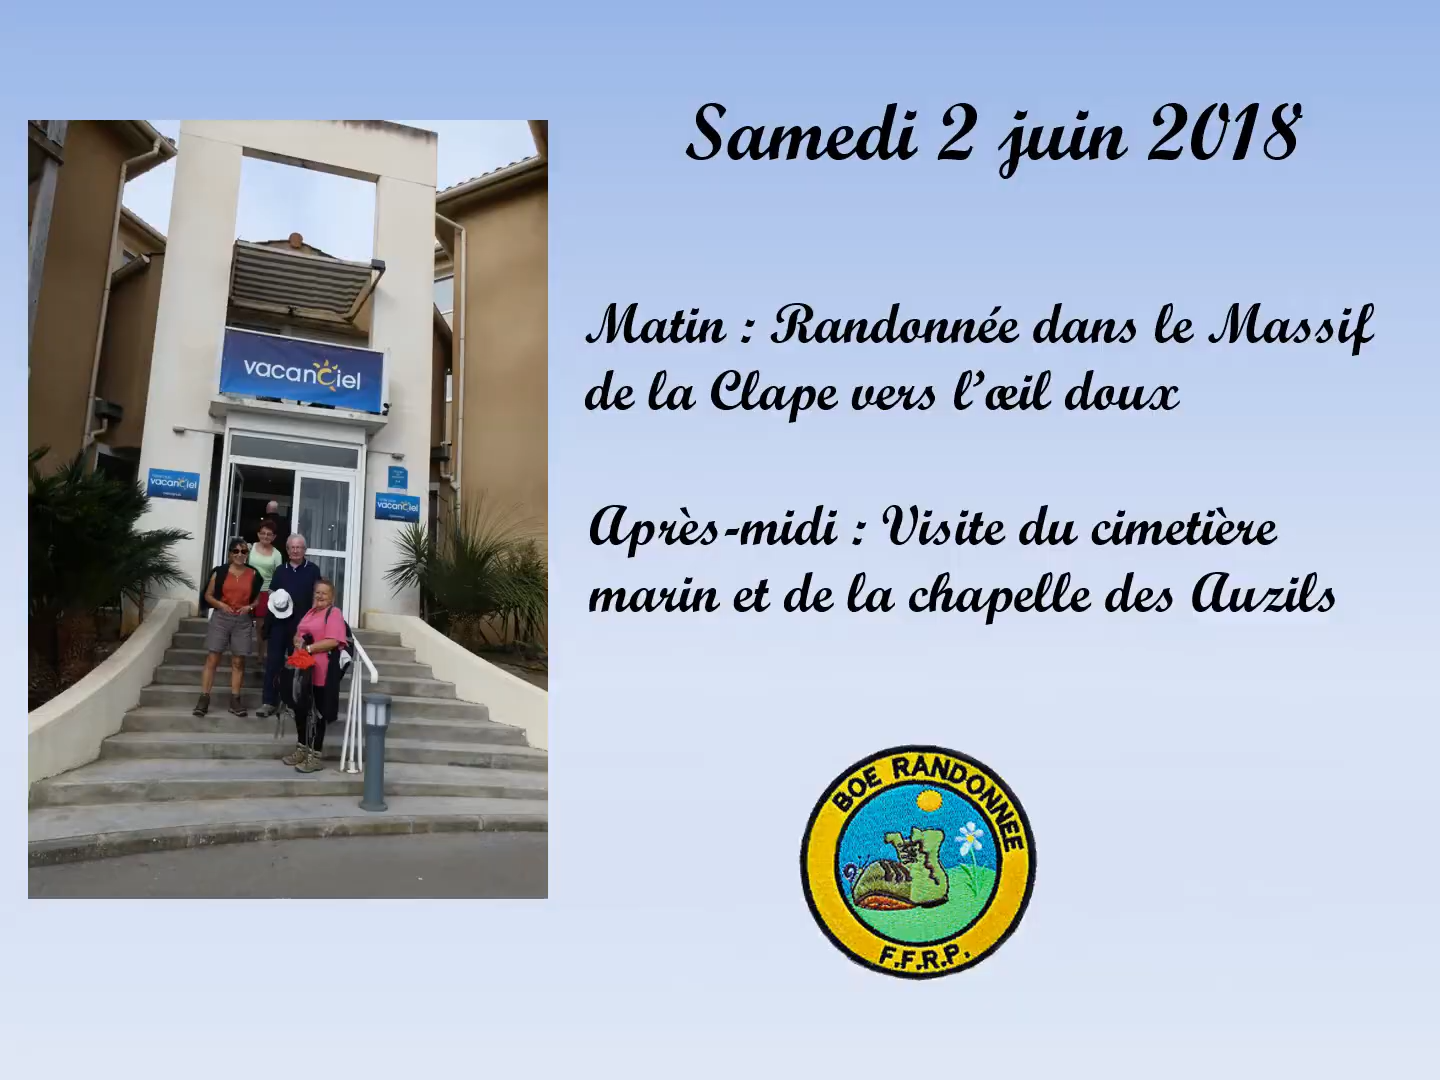 Samedi 2 juin 2018
Matin : Randonnée dans le Massif
de la Clape vers l’œil doux
Après-midi : Visite du cimetière
marin et de la chapelle des Auzils
vacanciel
vacanciel
vacanciel
BOE RANDONNEE
F.F.R.P.